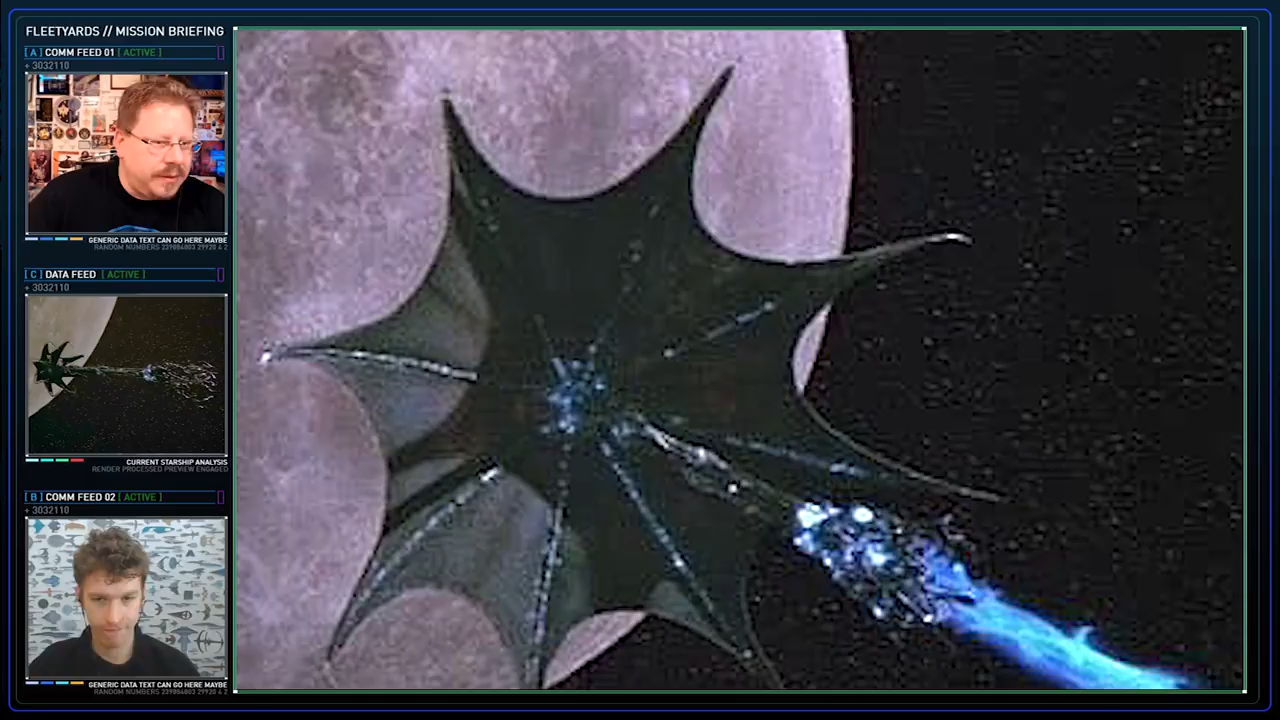 FLEETYARDS // MISSION BRIEFING
[ A ] COMM FEED 01 [ ACTIVE ]
+ 3032110
GENERIC DATA TEXT CAN GO HERE MAYBE
RANDOM NUMBERS 239084003 29920 4 2
[ C ] DATA FEED [ ACTIVE ]
+ 3032110
CURRENT STARSHIP ANALYSIS
RENDER PROCESSED PREVIEW ENGAGED
[ B ] COMM FEED 02 [ ACTIVE ]
+ 3032110
GENERIC DATA TEXT CAN GO HERE MAYBE
RANDOM NUMBERS 239084003 29920 4 2